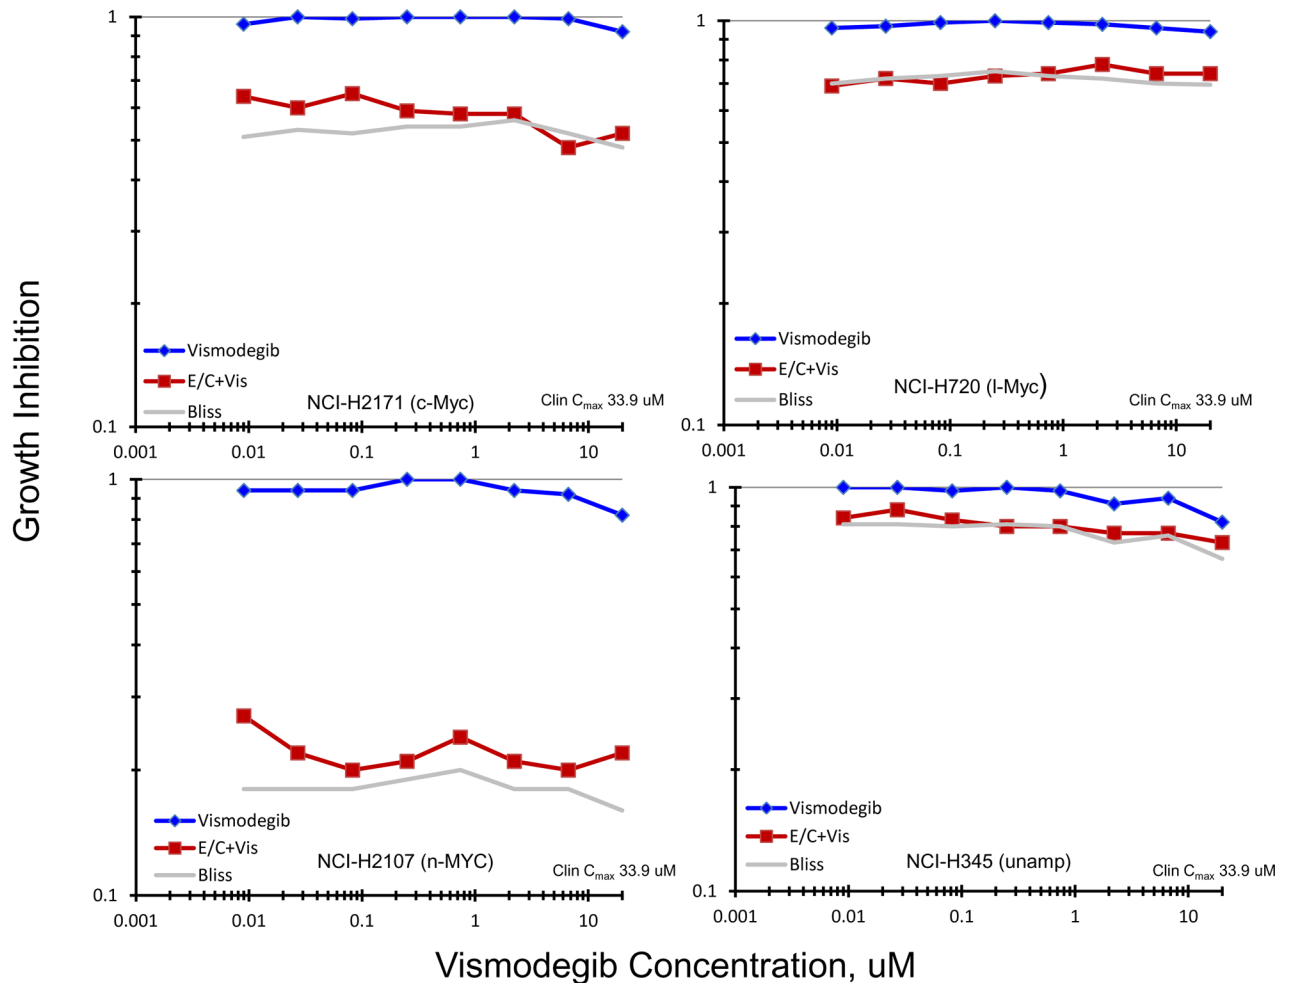 Growth Inhibition
1
0.1
Vismodegib
E/C+Vis
Bliss
NCI-H2171 (c-Myc)
Clin Cmax 33.9 uM
0.001 0.01 0.1 1 10
1
0.1
Vismodegib
E/C+Vis
Bliss
NCI-H720 (l-Myc)
Clin Cmax 33.9 uM
0.001 0.01 0.1 1 10
1
0.1
Vismodegib
E/C+Vis
Bliss
NCI-H2107 (n-MYC)
Clin Cmax 33.9 uM
0.001 0.01 0.1 1 10
1
0.1
Vismodegib
E/C+Vis
Bliss
NCI-H345 (unamp)
Clin Cmax 33.9 uM
0.001 0.01 0.1 1 10
Vismodegib Concentration, uM